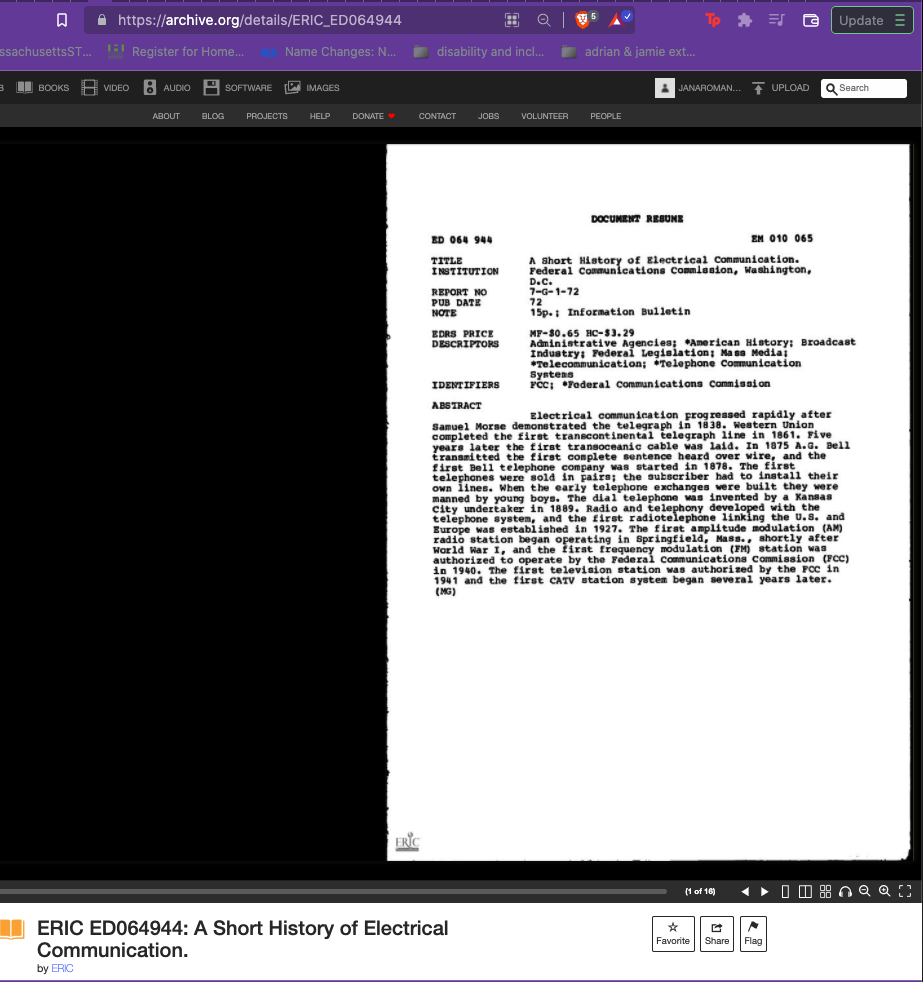 https://archive.org/details/ERIC_ED064944
5
Tp
Update
ssachusettsST...
Register for Home...
Name Changes: N...
disability and incl...
adrian & jamie ext...
B
BOOKS
VIDEO
AUDIO
SOFTWARE
IMAGES
JANAROMAN...
UPLOAD
Search
ABOUT
BLOG
PROJECTS
HELP
DONATE
CONTACT
JOBS
VOLUNTEER
PEOPLE
DOCUMENT RESUME
ED 064 944 EM 010 065
TITLE A Short History of Electrical Communication.
INSTITUTION Federal Communications Commission, Washington,
D.C.
REPORT NO 7-G-1-72
PUB DATE 72
NOTE 15p.; Information Bulletin
EDRS PRICE MF-$0.65 HC-$3.29
DESCRIPTORS Administrative Agencies; *American History; Broadcast
Industry; Federal Legislation; Mass Media;
*Telecommunication; *Telephone Communication
Systems
IDENTIFIERS FCC; *Federal Communications Commission
ABSTRACT
Electrical communication progressed rapidly after
Samuel Morse demonstrated the telegraph in 1838. Western Union
completed the first transcontinental telegraph line in 1861. Five
years later the first transoceanic cable was laid. In 1875 A.G. Bell
transmitted the first complete sentence heard over wire, and the
first Bell telephone company was started in 1878. The first
telephones were sold in pairs; the subscriber had to install their
own lines. When the early telephone exchanges were built they were
manned by young boys. The dial telephone was invented by a Kansas
City undertaker in 1889. Radio and telephony developed with the
telephone system, and the first radiotelephone linking the U.S. and
Europe was established in 1927. The first amplitude modulation (AM)
radio station began operating in Springfield, Mass., shortly after
World War I, and the first frequency modulation (FM) station was
authorized to operate by the Federal Communications Commission (FCC)
in 1940. The first television station was authorized by the FCC in
1941 and the first CATV station system began several years later.
(MG)
ERIC
(1 of 16)
ERIC ED064944: A Short History of Electrical
Communication.
by ERIC
Favorite
Share
Flag